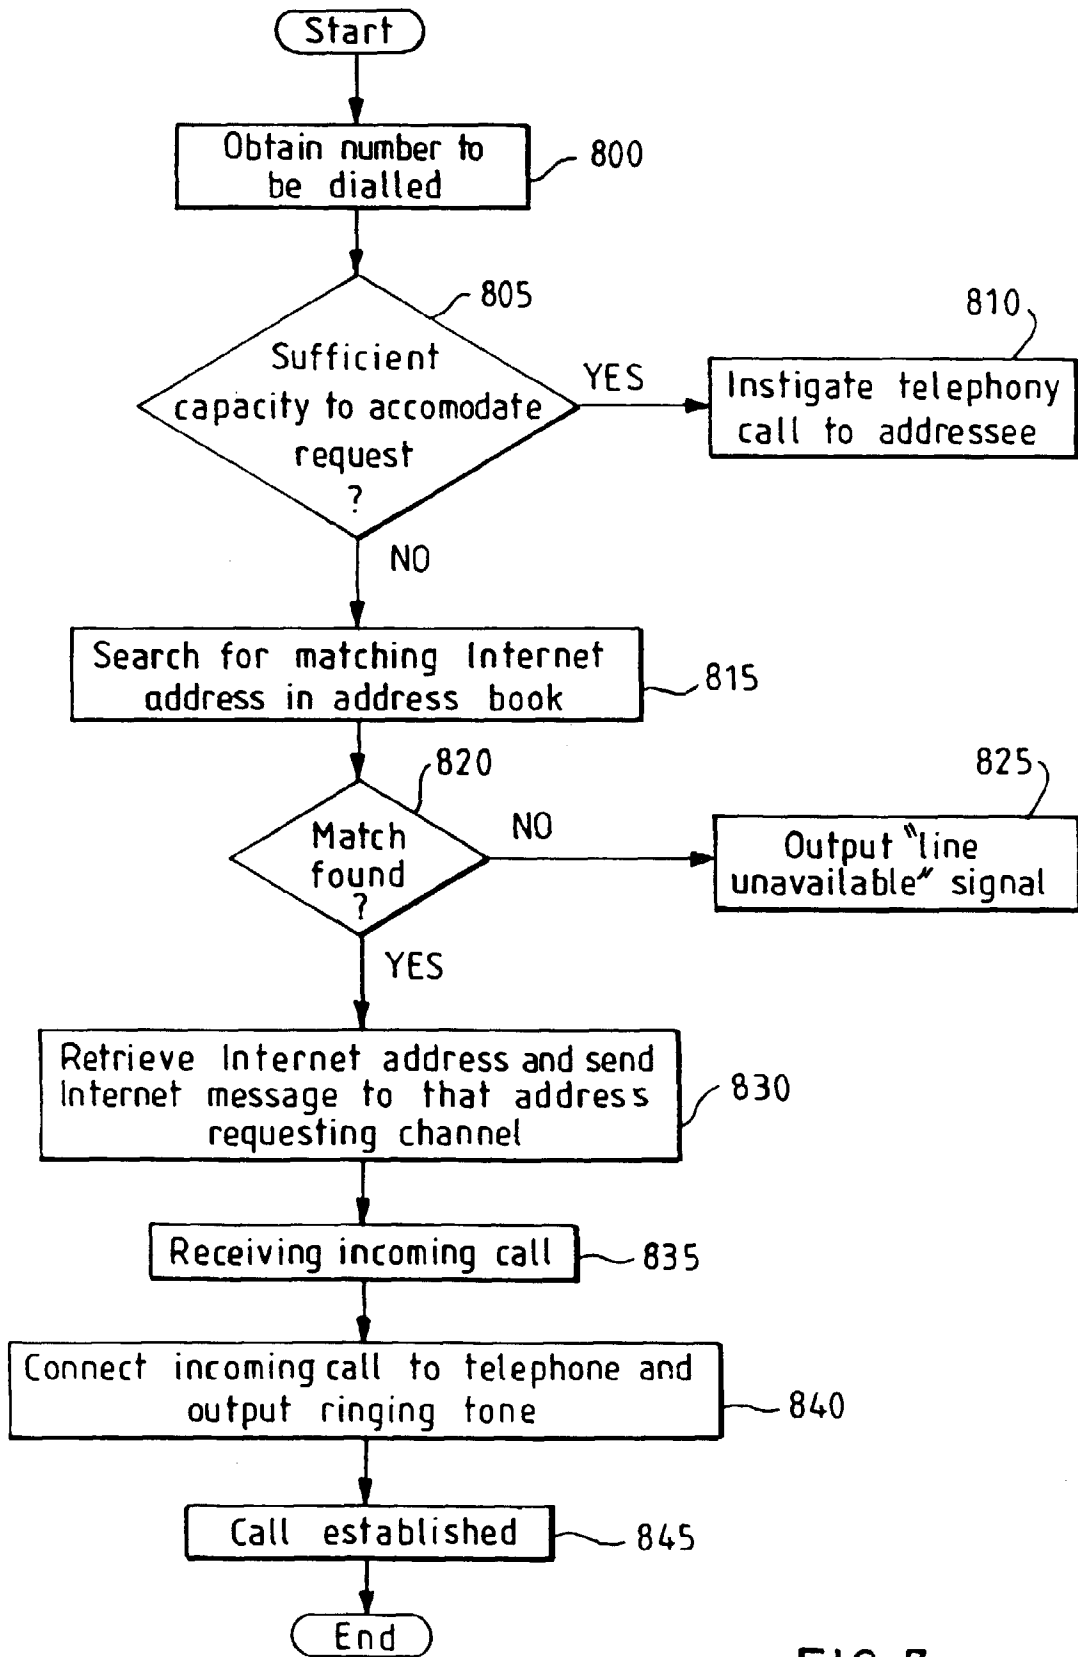 Start
Obtain number to
be dialled
800
805
Sufficient
capacity to accomodate
request
?
YES
810
Instigate telephony
call to addressee
NO
Search for matching Internet
address in address book
815
820
Match
found
?
NO
825
Output "line
unavailable" signal
YES
Retrieve Internet address and send
Internet message to that address
requesting channel
830
Receiving incoming call
835
Connect incoming call to telephone and
output ringing tone
840
Call established
845
End